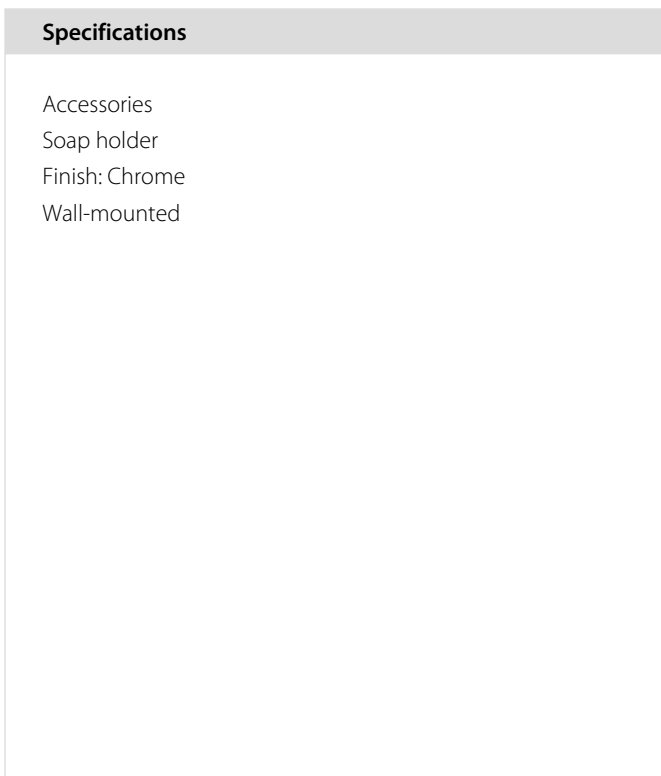 Specifications
Accessories
Soap holder
Finish: Chrome
Wall-mounted